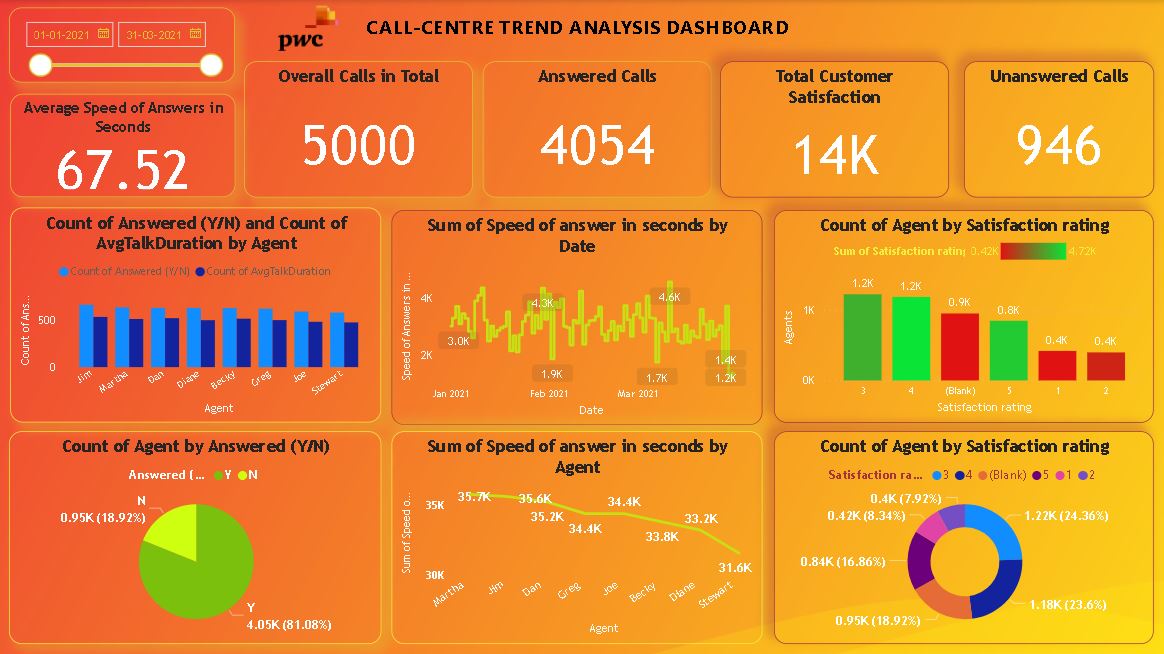 01-01-2021
31-03-2021
pwc
CALL-CENTRE TREND ANALYSIS DASHBOARD
Average Speed of Answers in
Seconds
67.52
Overall Calls in Total
5000
Answered Calls
4054
Total Customer
Satisfaction
14K
Unanswered Calls
946
Count of Answered (Y/N) and Count of
AvgTalkDuration by Agent
Count of Answered (Y/N) Count of AvgTalkDuration
Count of Ans...
500
0
Jim Martha Dan Diane Becky Greg Joe Stewart
Agent
Sum of Speed of answer in seconds by
Date
Speed of Answers in ...
4K
2K
3.0K
4.3K
1.9K
4.6K
1.7K
1.4K
1.2K
Jan 2021 Feb 2021 Mar 2021
Date
Count of Agent by Satisfaction rating
Sum of Satisfaction rating 0.42K 4.72K
Agents
1K
0K
1.2K 1.2K 0.9K 0.8K 0.4K 0.4K
3 4 (Blank) 5 1 2
Satisfaction rating
Count of Agent by Answered (Y/N)
Answered (... Y N
N
0.95K (18.92%)
Y
4.05K (81.08%)
Sum of Speed of answer in seconds by
Agent
Sum of Speed o...
35K
30K
35.7K 35.6K 35.2K 34.4K 34.4K 33.8K 33.2K 31.6K
Martha Jim Dan Greg Joe Becky Diane Stewart
Agent
Count of Agent by Satisfaction rating
Satisfaction ra... 3 4 (Blank) 5 1 2
0.4K (7.92%)
0.42K (8.34%)
1.22K (24.36%)
0.84K (16.86%)
1.18K (23.6%)
0.95K (18.92%)